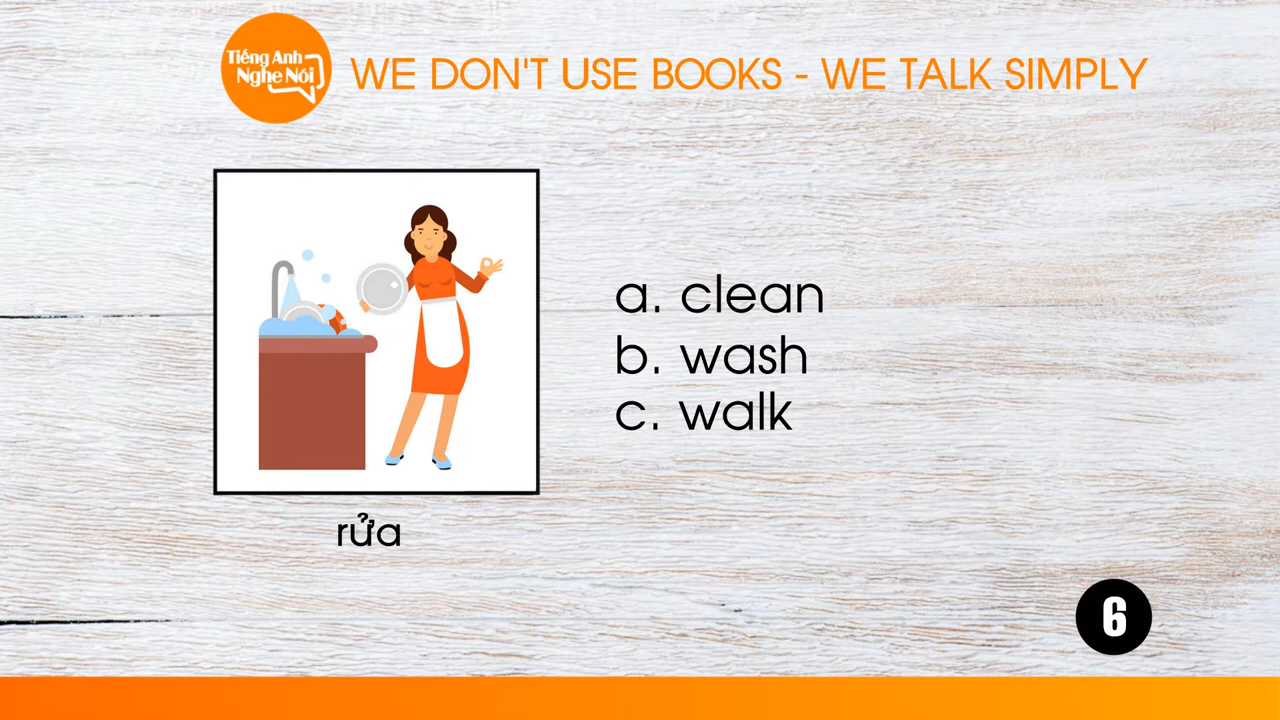 Tiếng Anh
Nghe Nói
WE DON'T USE BOOKS - WE TALK SIMPLY
a. clean
b. wash
c. walk
rửa
6